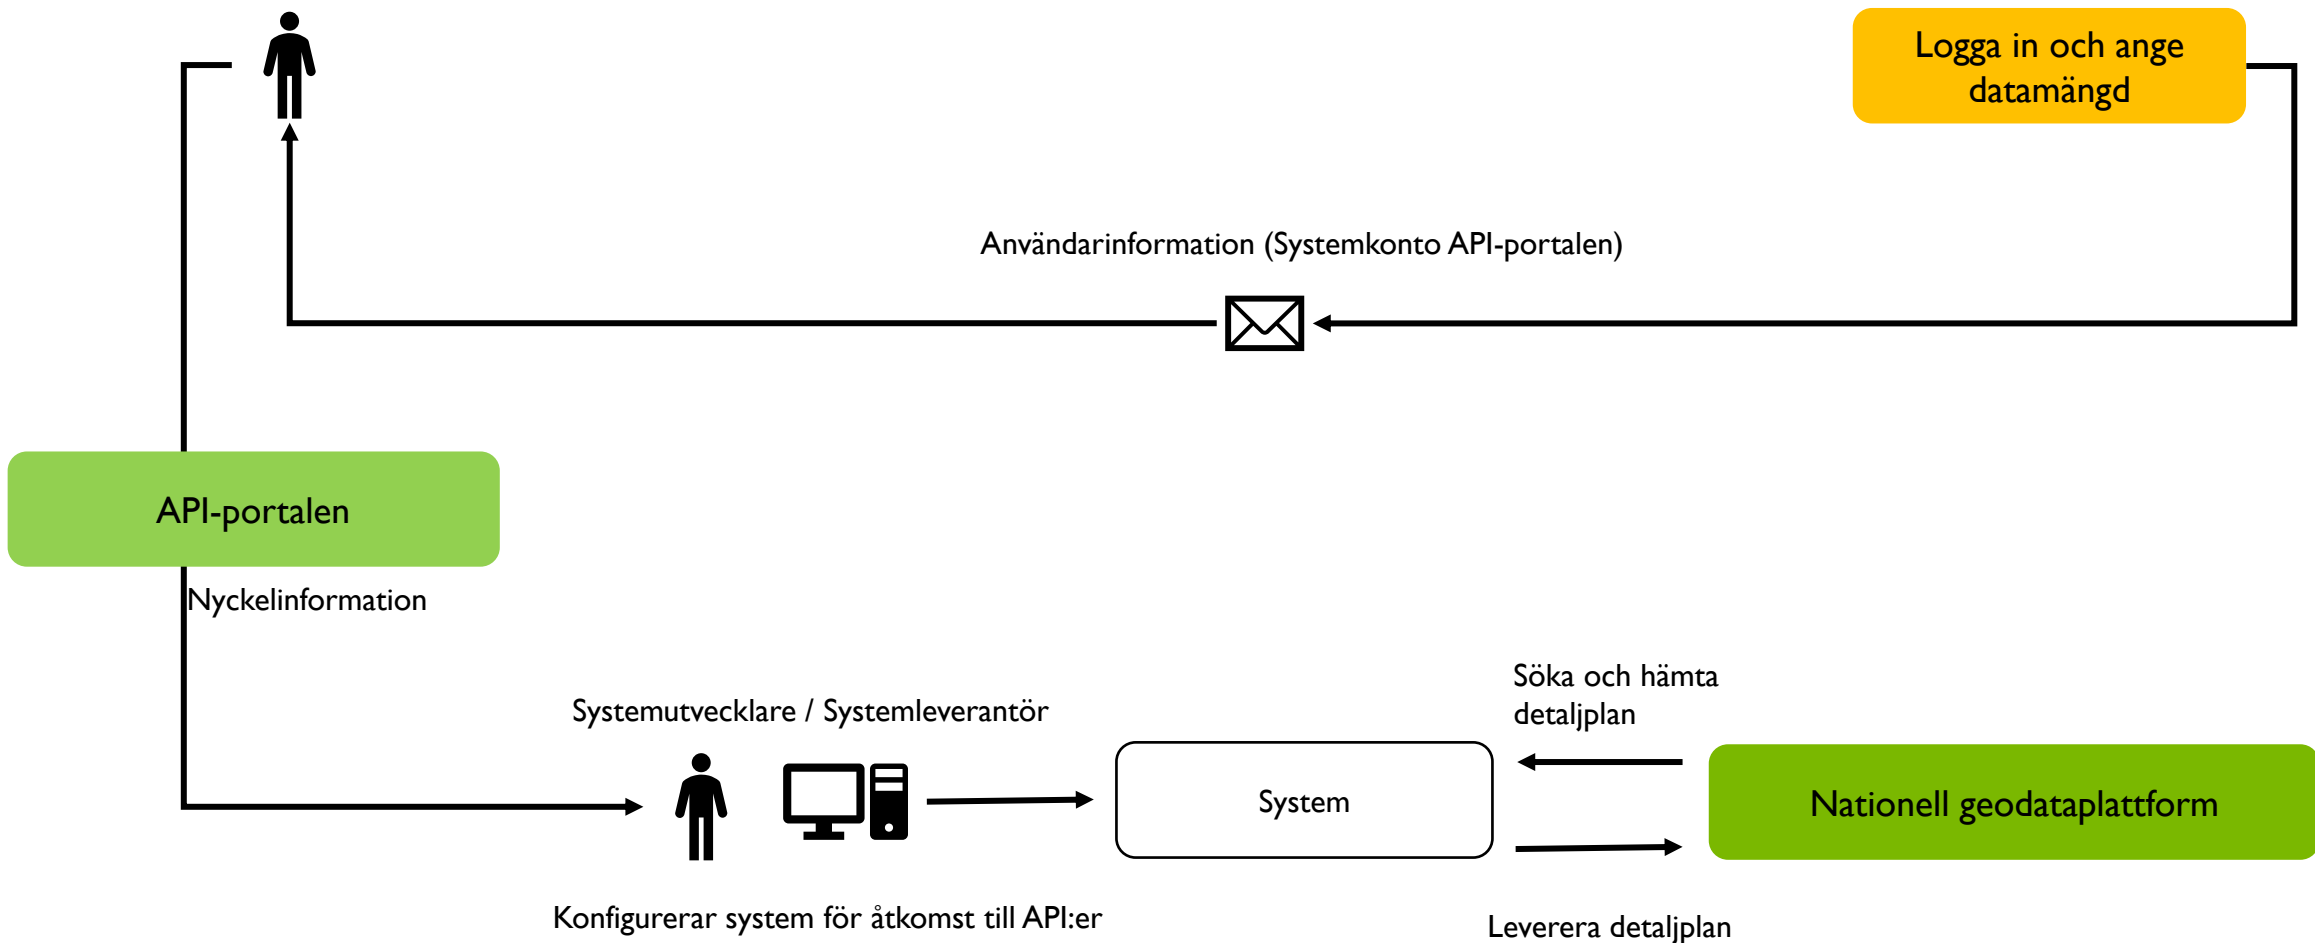 Logga in och ange
datamängd
Användarinformation (Systemkonto API-portalen)
API-portalen
Nyckelinformation
Söka och hämta
detaljplan
Systemutvecklare / Systemleverantör
System
Nationell geodataplattform
Konfigurerar system för åtkomst till API:er
Leverera detaljplan